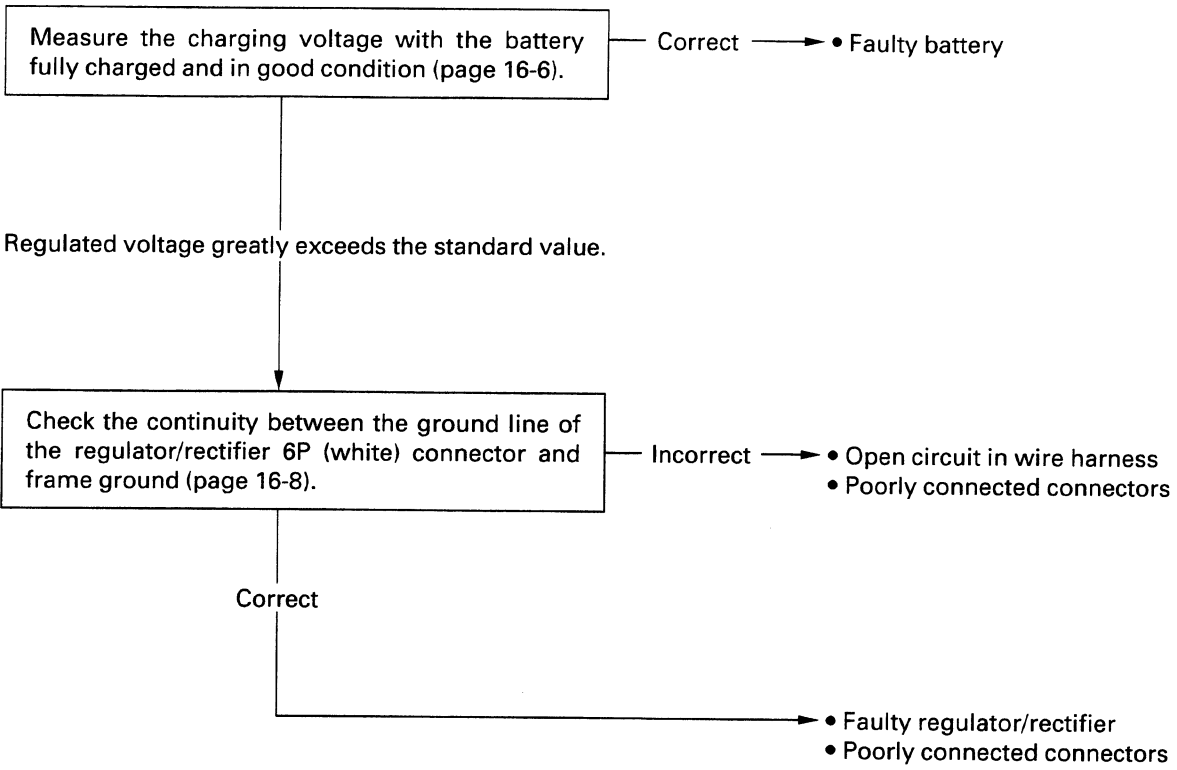 Measure the charging voltage with the battery
fully charged and in good condition (page 16-6).
Correct
• Faulty battery
Regulated voltage greatly exceeds the standard value.
Check the continuity between the ground line of
the regulator/rectifier 6P (white) connector and
frame ground (page 16-8).
Incorrect
• Open circuit in wire harness
• Poorly connected connectors
Correct
• Faulty regulator/rectifier
• Poorly connected connectors